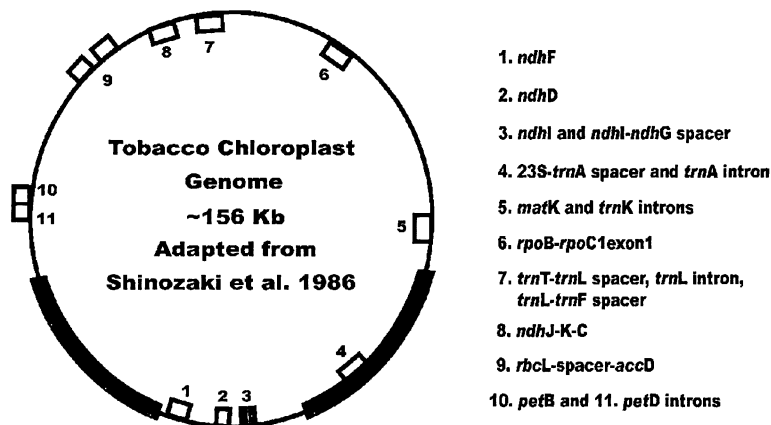 8
7
9
6
Tobacco Chloroplast
Genome
~156 Kb
Adapted from
Shinozaki et al. 1986
10
11
5
4
1
2
3
1. ndhF
2. ndhD
3. ndhI and ndhI-ndhG spacer
4. 23S-trnA spacer and trnA intron
5. matK and trnK introns
6. rpoB-rpoC1exon1
7. trnT-trnL spacer, trnL intron,
trnL-trnF spacer
8. ndhJ-K-C
9. rbcL-spacer-accD
10. petB and 11. petD introns